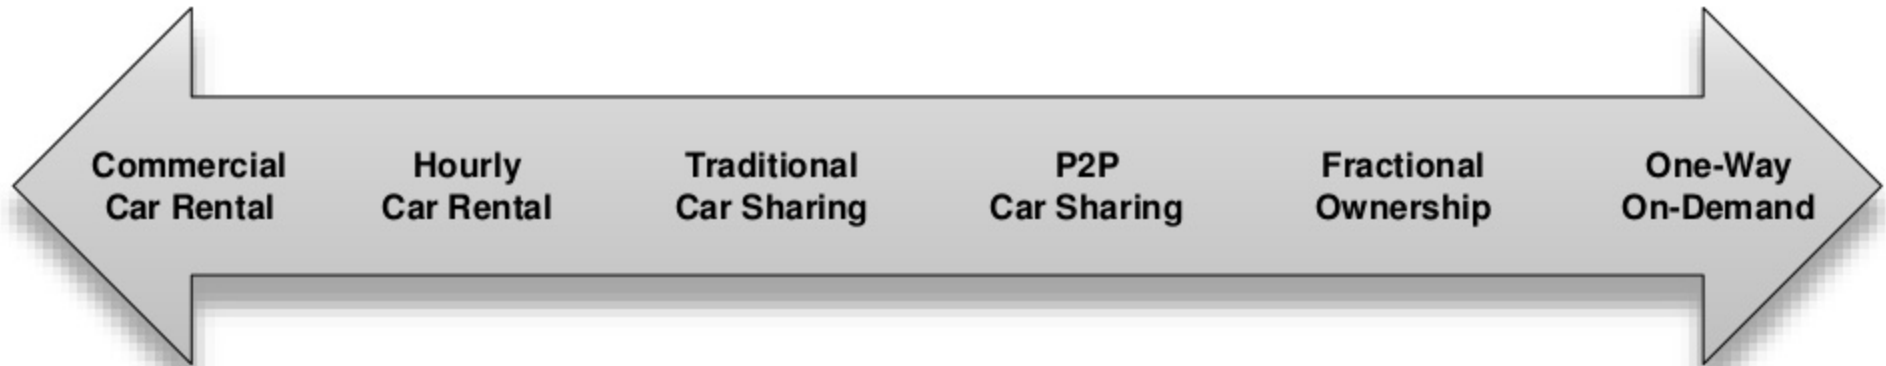 Commercial
Car Rental
Hourly
Car Rental
Traditional
Car Sharing
P2P
Car Sharing
Fractional
Ownership
One-Way
On-Demand